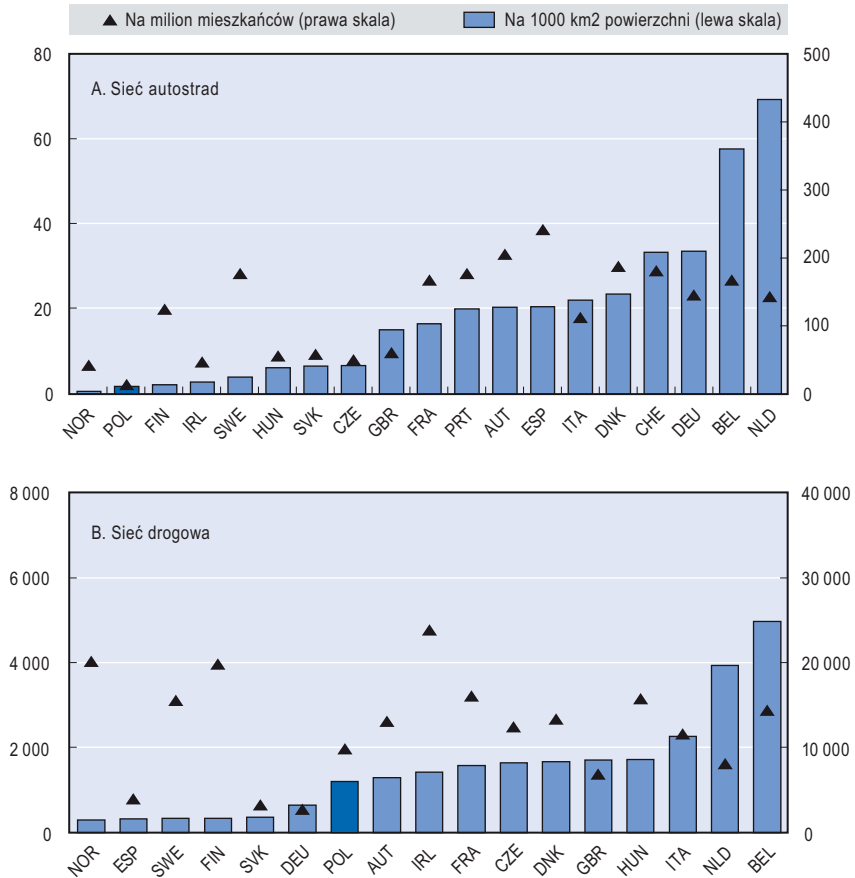 Na milion mieszkańców (prawa skala) Na 1000 km2 powierzchni (lewa skala)
80 500
A. Sieć autostrad
400
60
300
40
200
20
100
0 0
NOR POL FIN IRL SWE HUN SVK CZE GBR FRA PRT AUT ESP ITA DNK CHE DEU BEL NLD
8 000 40 000
B. Sieć drogowa
6 000 30 000
4 000 20 000
2 000 10 000
0 0
NOR ESP SWE FIN SVK DEU POL AUT IRL FRA CZE DNK GBR HUN ITA NLD BEL